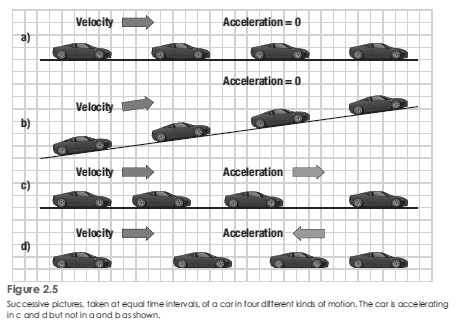 Velocity Acceleration = 0
a)
Acceleration = 0
Velocity
b)
Velocity Acceleration
c)
Velocity Acceleration
d)
Figure 2.5
Successive pictures, taken at equal time intervals, of a car in four different kinds of motion. The car is accelerating
in c and d but not in a and b as shown.